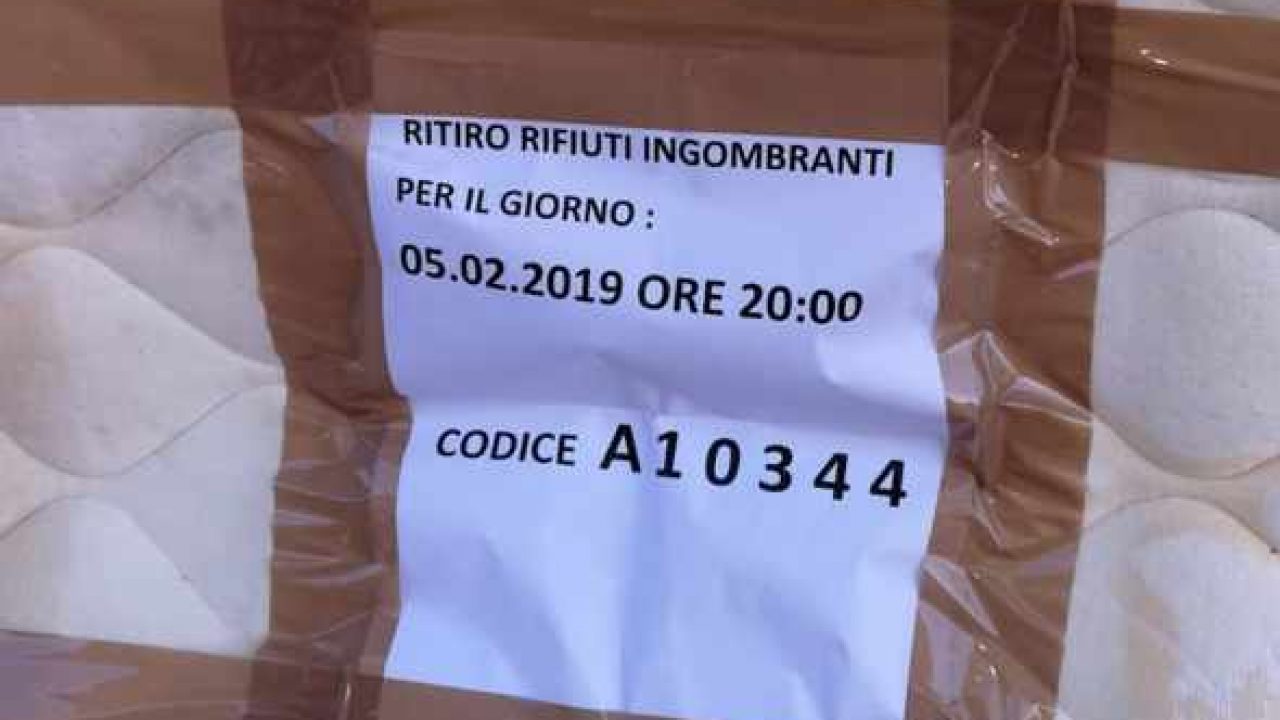 RITIRO RIFIUTI INGOMBRANTI
PER IL GIORNO :
05.02.2019 ORE 20:00
CODICE A10344